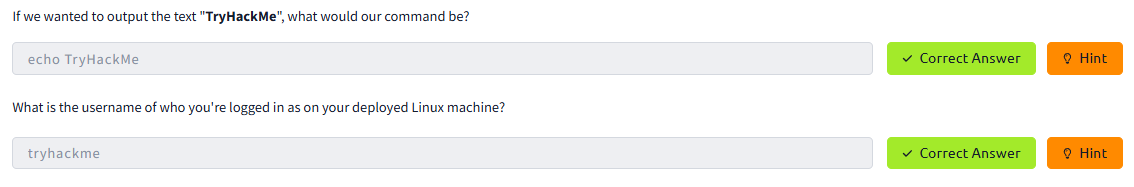 If we wanted to output the text "TryHackMe", what would our command be?
echo TryHackMe
Correct Answer
Hint
What is the username of who you're logged in as on your deployed Linux machine?
tryhackme
Correct Answer
Hint